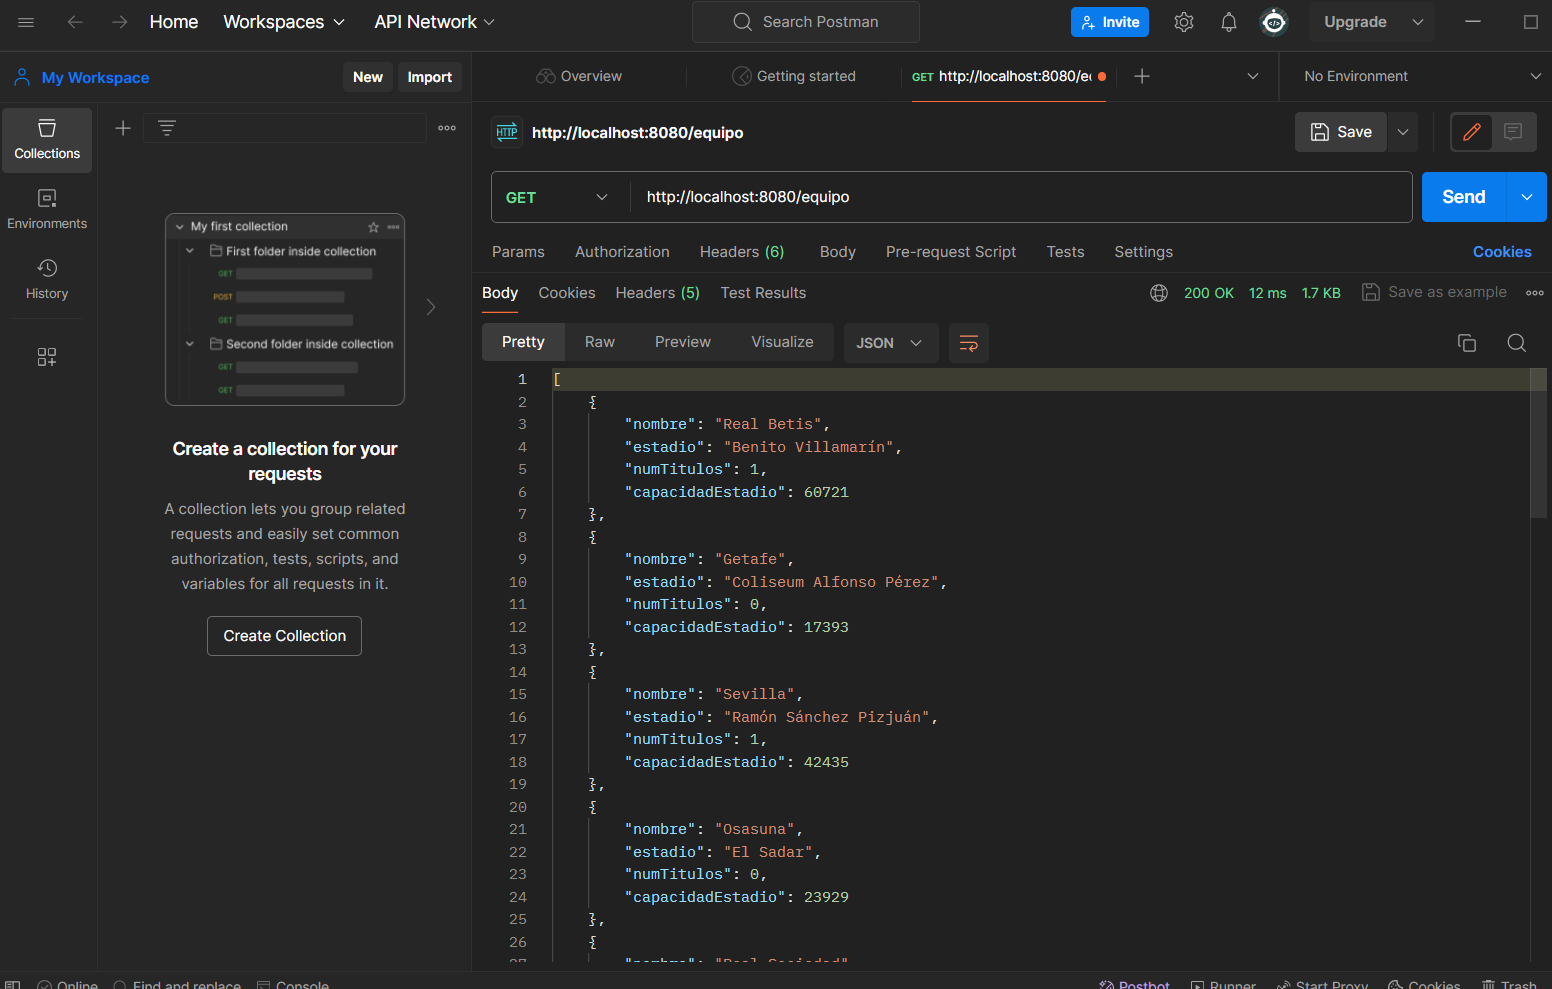 Home Workspaces API Network Search Postman Invite Upgrade
My Workspace New Import Overview Getting started GET http://localhost:8080/e No Environment
Collections
Environments
History
My first collection
First folder inside collection
GET
POST
GET
Second folder inside collection
GET
GET
Create a collection for your
requests
A collection lets you group related
requests and easily set common
authorization, tests, scripts, and
variables for all requests in it.
Create Collection
HTTP http://localhost:8080/equipo Save
GET http://localhost:8080/equipo Send
Params Authorization Headers (6) Body Pre-request Script Tests Settings Cookies
Body Cookies Headers (5) Test Results 200 OK 12 ms 1.7 KB Save as example
Pretty Raw Preview Visualize JSON
1 [
2 {
3 "nombre": "Real Betis",
4 "estadio": "Benito Villamarín",
5 "numTitulos": 1,
6 "capacidadEstadio": 60721
7 },
8 {
9 "nombre": "Getafe",
10 "estadio": "Coliseum Alfonso Pérez",
11 "numTitulos": 0,
12 "capacidadEstadio": 17393
13 },
14 {
15 "nombre": "Sevilla",
16 "estadio": "Ramón Sánchez Pizjuán",
17 "numTitulos": 1,
18 "capacidadEstadio": 42435
19 },
20 {
21 "nombre": "Osasuna",
22 "estadio": "El Sadar",
23 "numTitulos": 0,
24 "capacidadEstadio": 23929
25 },
26 {
27 "nombre": "Real Sociedad"
Online Find and replace Console Postbot Runner Start Proxy Cookies Trash